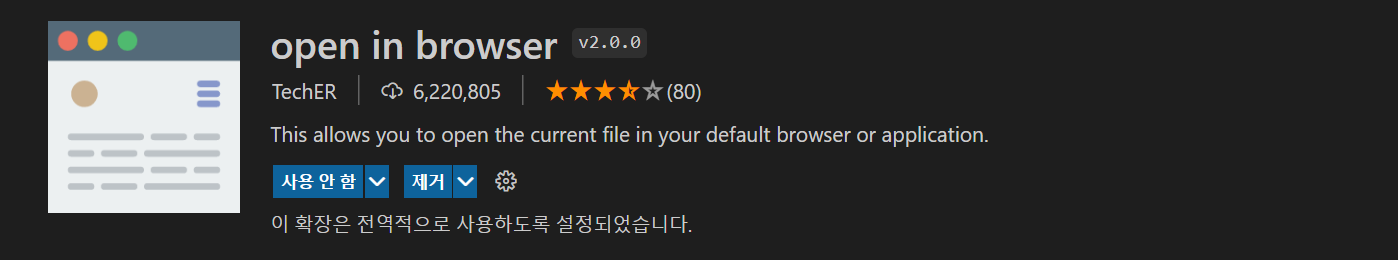 open in browser v2.0.0
TechER 6,220,805 (80)
This allows you to open the current file in your default browser or application.
사용 안 함 제거
이 확장은 전역적으로 사용하도록 설정되었습니다.